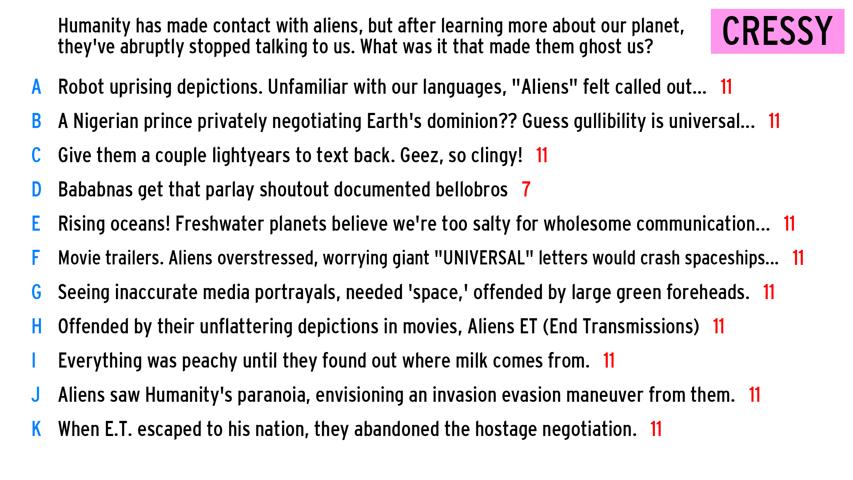 Humanity has made contact with aliens, but after learning more about our planet,
they've abruptly stopped talking to us. What was it that made them ghost us?
CRESSY
A Robot uprising depictions. Unfamiliar with our languages, "Aliens" felt called out... 11
B A Nigerian prince privately negotiating Earth's dominion?? Guess gullibility is universal... 11
C Give them a couple lightyears to text back. Geez, so clingy! 11
D Bababnas get that parlay shoutout documented bellobros 7
E Rising oceans! Freshwater planets believe we're too salty for wholesome communication... 11
F Movie trailers. Aliens overstressed, worrying giant "UNIVERSAL" letters would crash spaceships... 11
G Seeing inaccurate media portrayals, needed 'space,' offended by large green foreheads. 11
H Offended by their unflattering depictions in movies, Aliens ET (End Transmissions) 11
I Everything was peachy until they found out where milk comes from. 11
J Aliens saw Humanity's paranoia, envisioning an invasion evasion maneuver from them. 11
K When E.T. escaped to his nation, they abandoned the hostage negotiation. 11